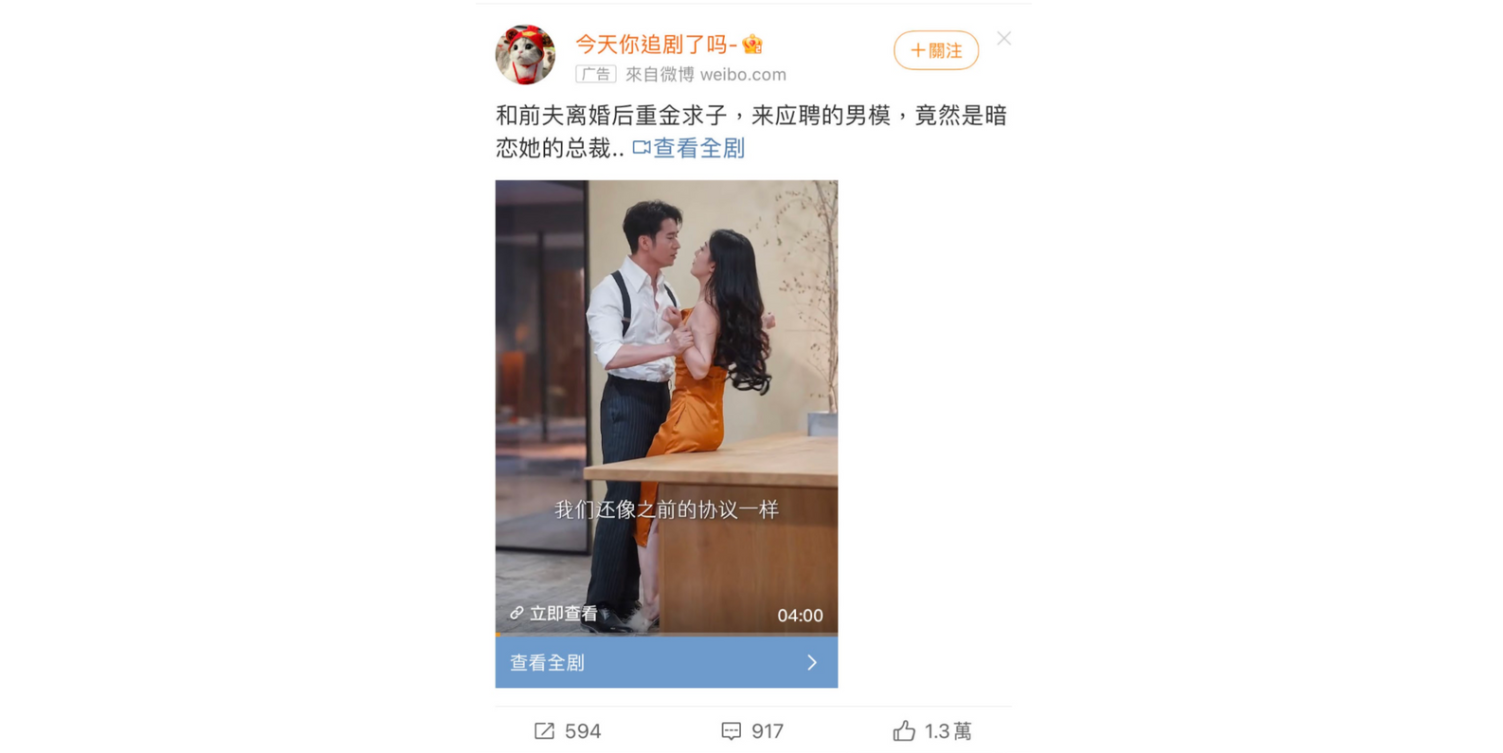 今天你追剧了吗-
+關注
广告 來自微博 weibo.com
和前夫离婚后重金求子，来应聘的男模，竟然是暗
恋她的总裁.. 查看全剧
我们还像之前的协议一样
立即查看
04:00
查看全剧
594
917
1.3萬